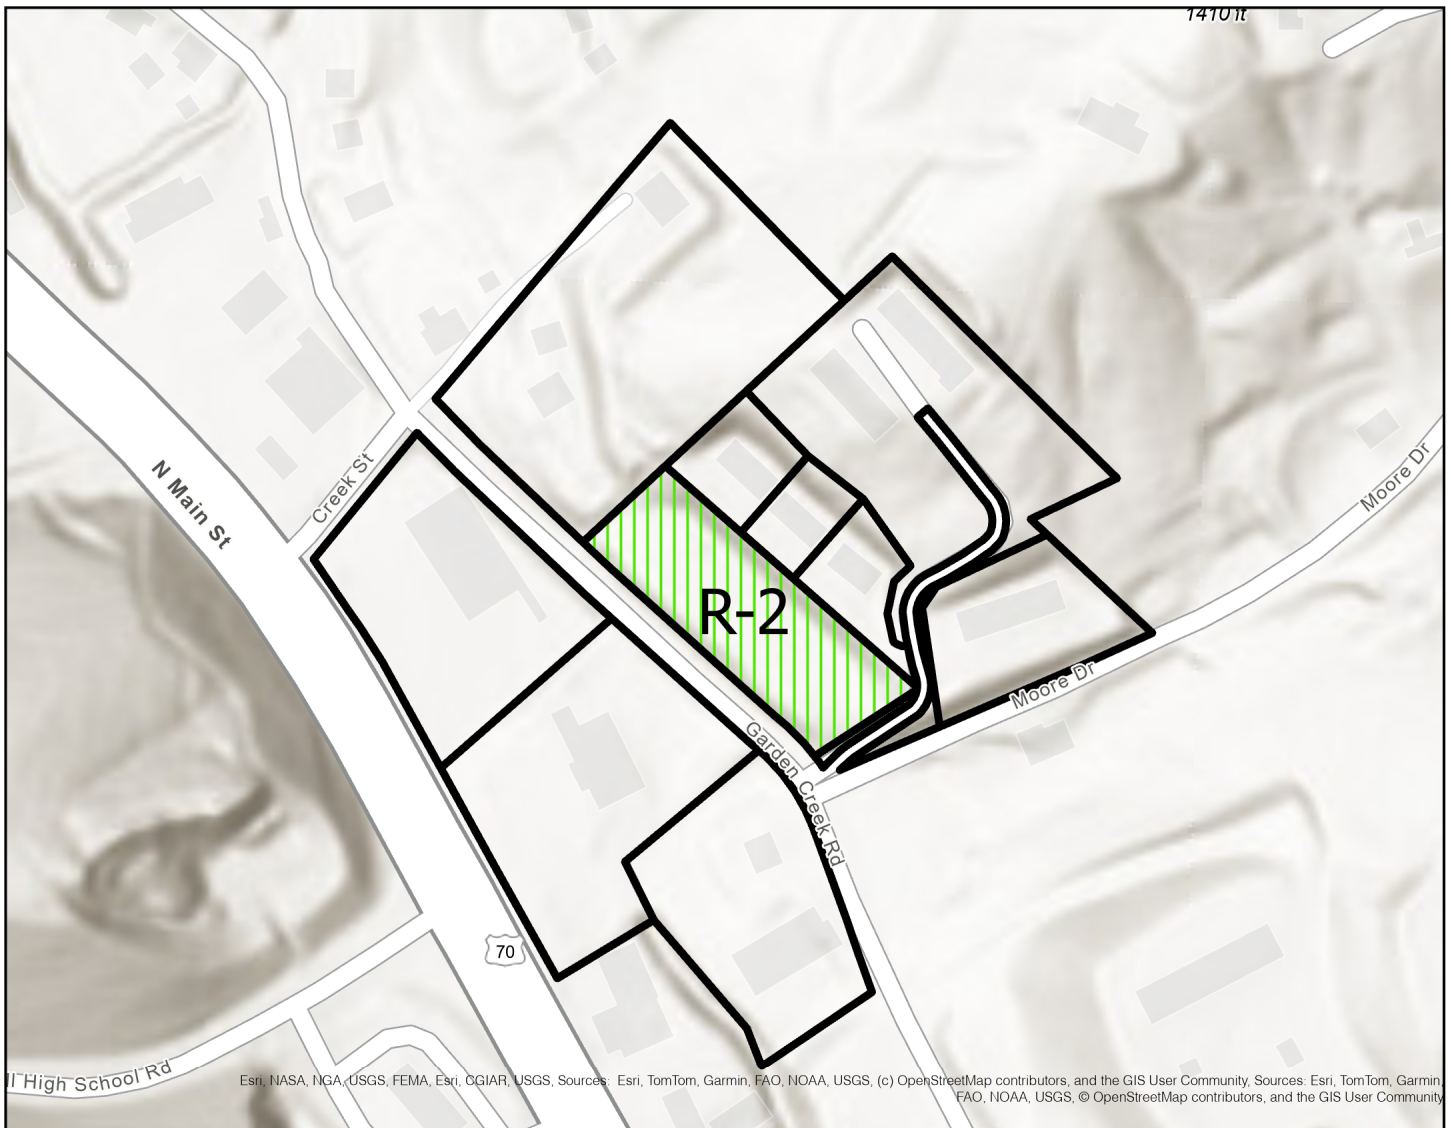 1410 ft
N Main St
Creek St
Moore Dr
R-2
Moore Dr
Garden Creek Rd
70
ll High School Rd
Esri, NASA, NGA, USGS, FEMA, Esri, CGIAR, USGS, Sources: Esri, TomTom, Garmin, FAO, NOAA, USGS, (c) OpenStreetMap contributors, and the GIS User Community, Sources: Esri, TomTom, Garmin,
FAO, NOAA, USGS, © OpenStreetMap contributors, and the GIS User Community